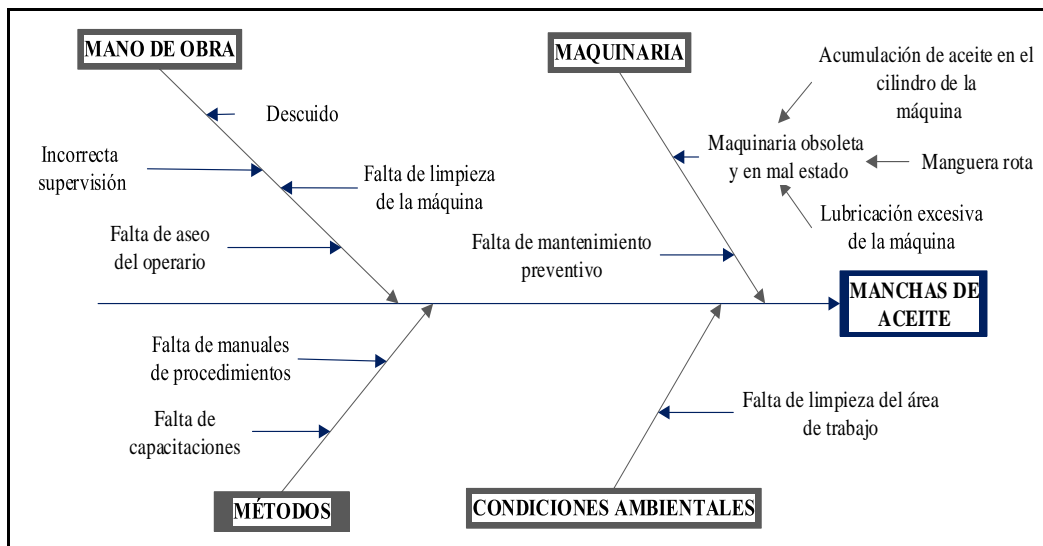 MANO DE OBRA
Descuido
Incorrecta
supervisión
Falta de limpieza
de la máquina
Falta de aseo
del operario
MAQUINARIA
Acumulación de aceite en el
cilindro de la
máquina
Maquinaria obsoleta
y en mal estado
Manguera rota
Lubricación excesiva
de la máquina
Falta de mantenimiento
preventivo
MANCHAS DE
ACEITE
Falta de manuales
de procedimientos
Falta de
capacitaciones
MÉTODOS
Falta de limpieza del área
de trabajo
CONDICIONES AMBIENTALES